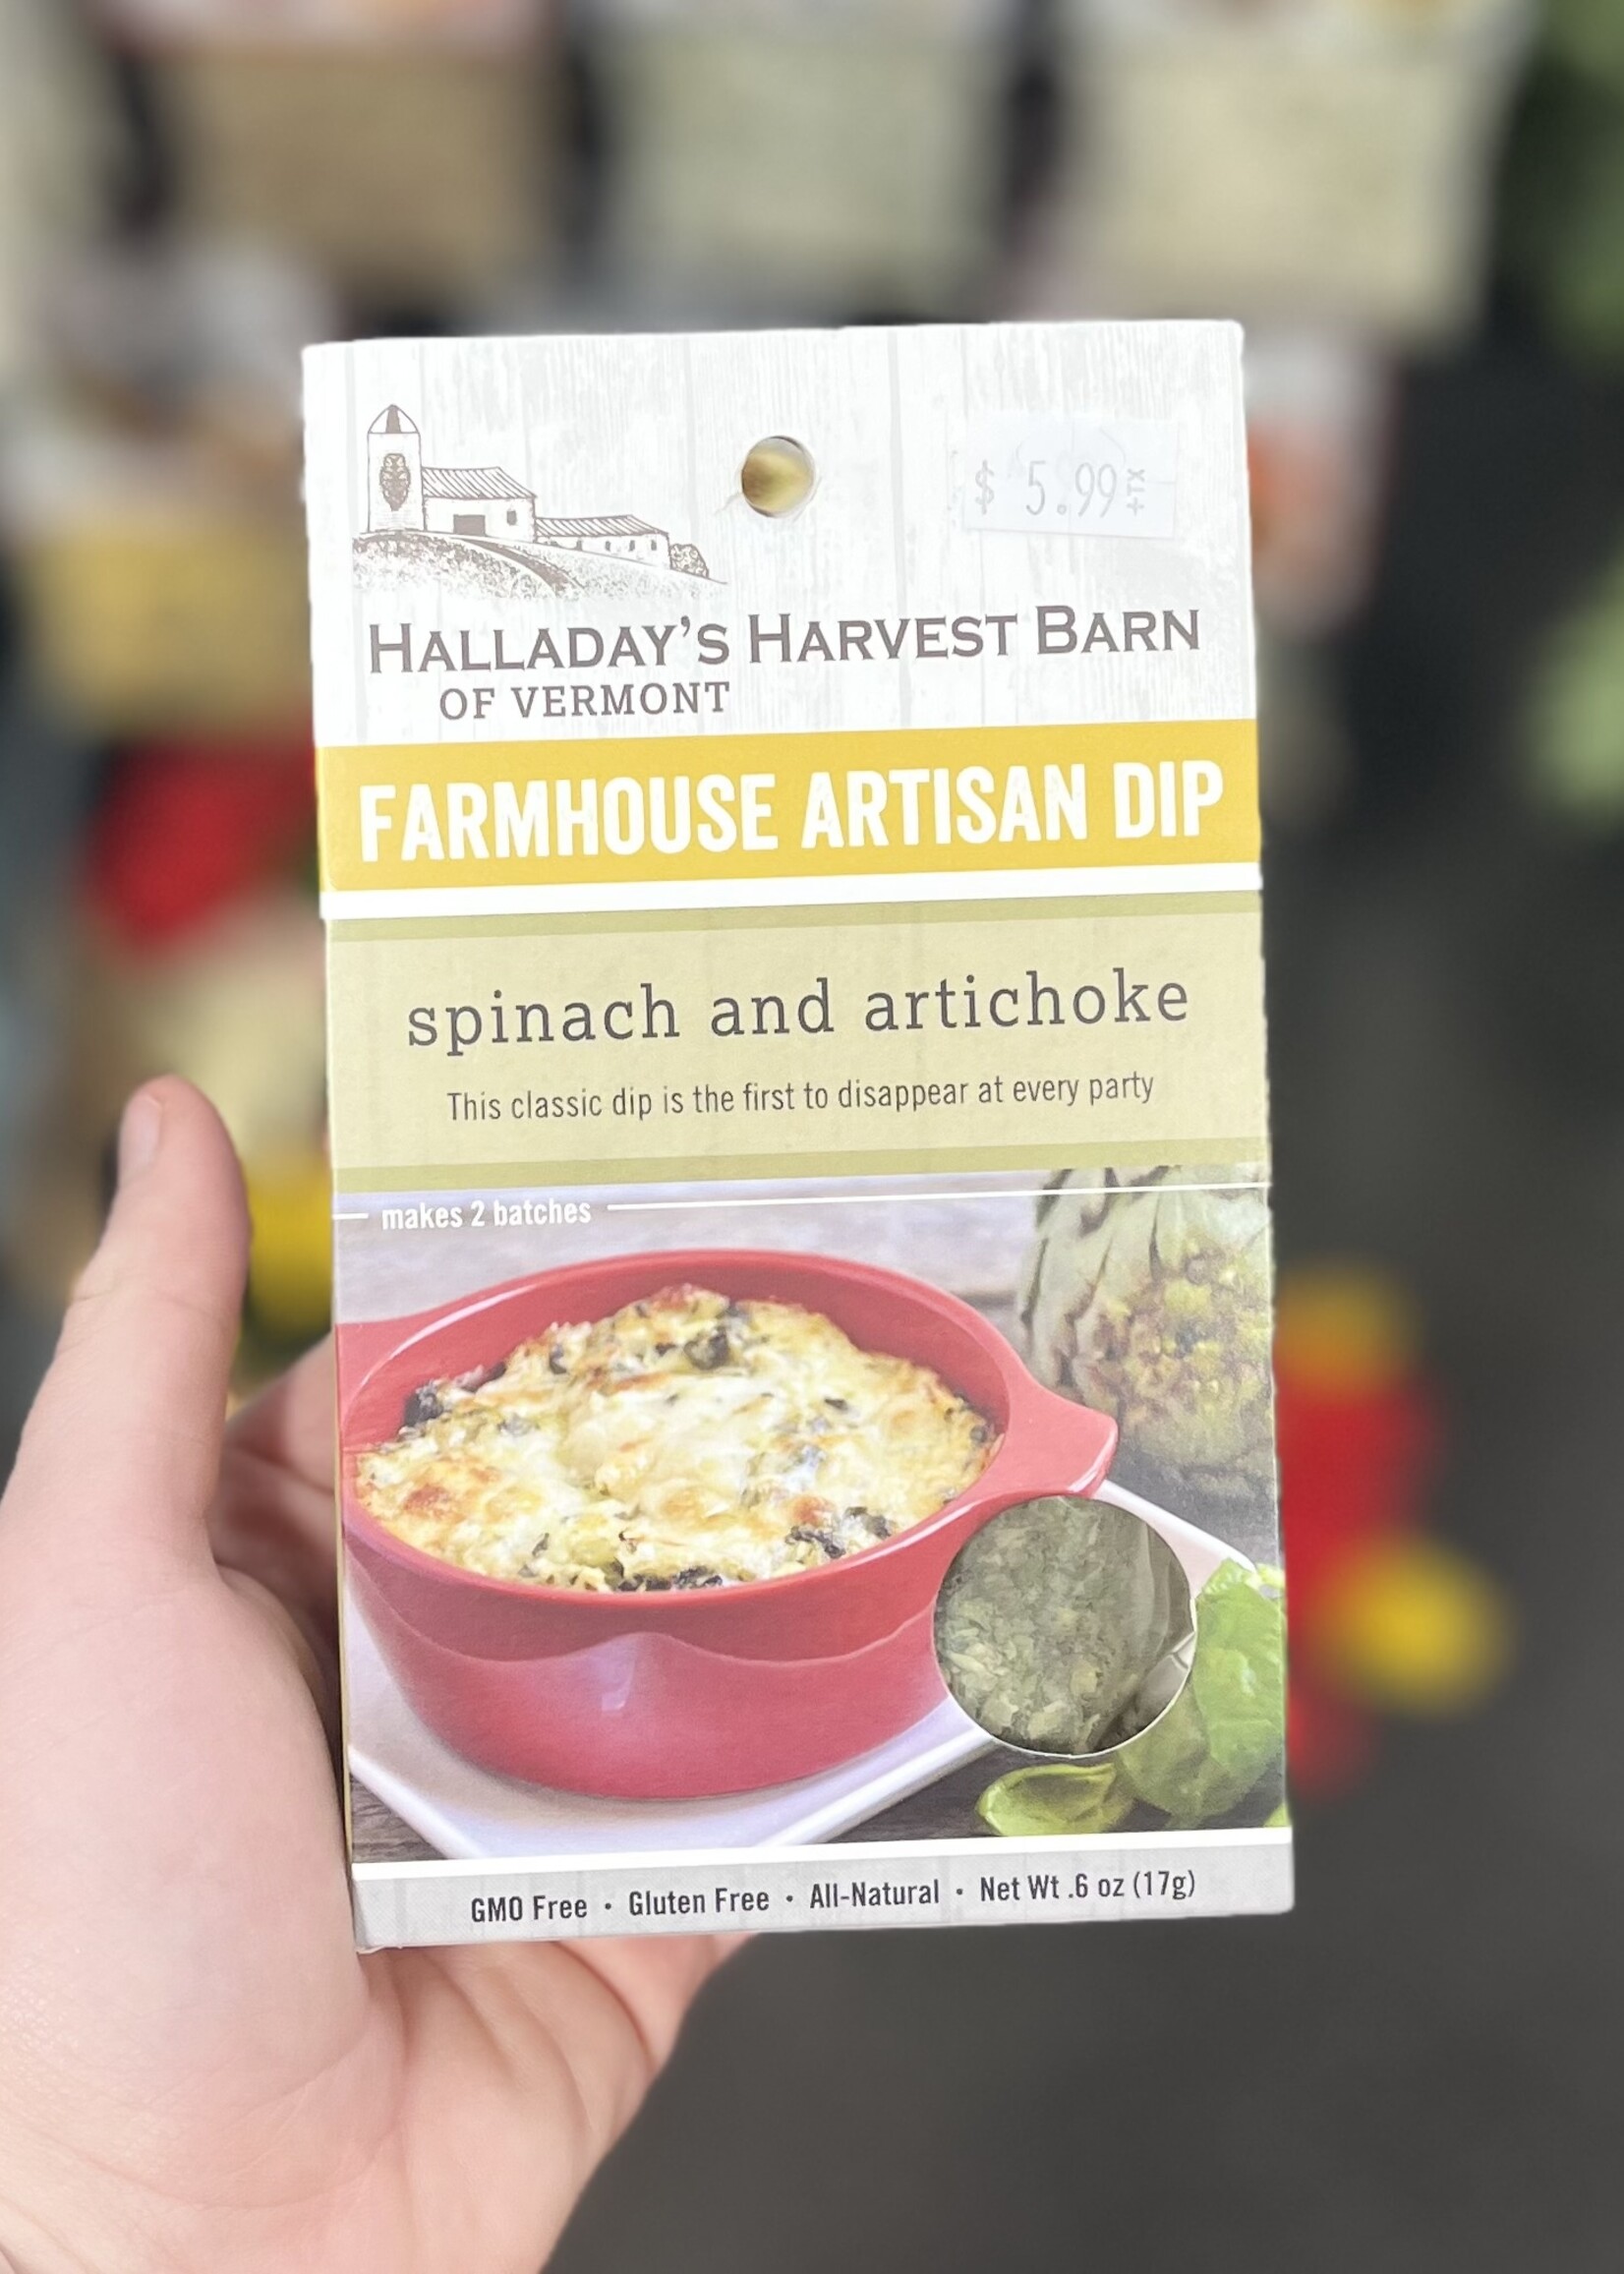 $ 5.99 +TX
HALLADAY'S HARVEST BARN
OF VERMONT
FARMHOUSE ARTISAN DIP
spinach and artichoke
This classic dip is the first to disappear at every party
makes 2 batches
GMO Free • Gluten Free • All-Natural • Net Wt .6 oz (17g)